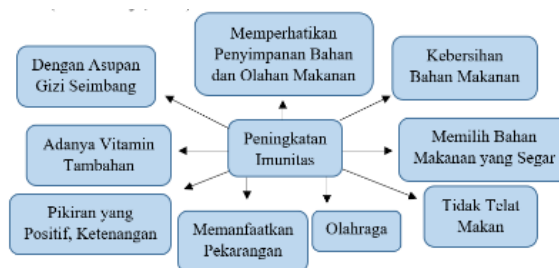 Memperhatikan
Penyimpanan Bahan
dan Olahan Makanan
Kebersihan
Bahan Makanan
Dengan Asupan
Gizi Seimbang
Adanya Vitamin
Tambahan
Peningkatan
Imunitas
Memilih Bahan
Makanan yang Segar
Pikiran yang
Positif, Ketenangan
Memanfaatkan
Pekarangan
Olahraga
Tidak Telat
Makan